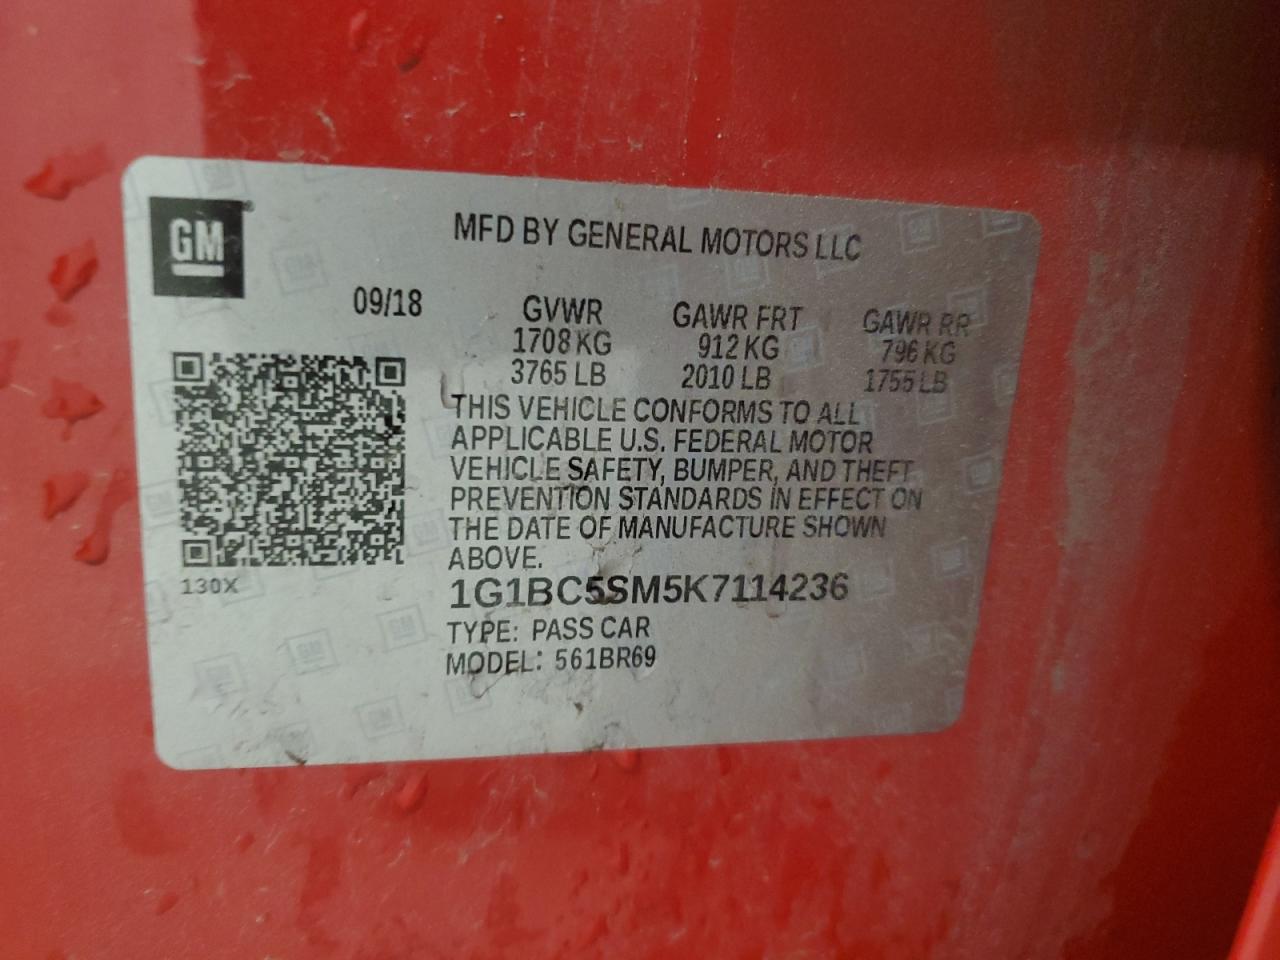 GM
MFD BY GENERAL MOTORS LLC
09/18 GVWR GAWR FRT GAWR RR
1708 KG 912 KG 796 KG
3765 LB 2010 LB 1755 LB
THIS VEHICLE CONFORMS TO ALL
APPLICABLE U.S. FEDERAL MOTOR
VEHICLE SAFETY, BUMPER, AND THEFT
PREVENTION STANDARDS IN EFFECT ON
THE DATE OF MANUFACTURE SHOWN
ABOVE.
130X
1G1BC5SM5K7114236
TYPE: PASS CAR
MODEL: 561BR69